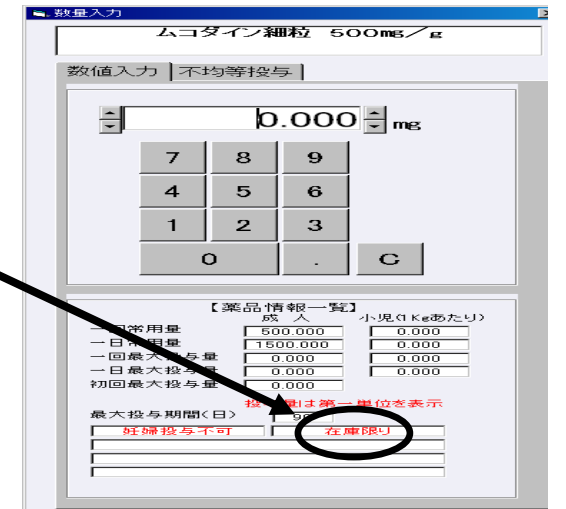 数量入力
ムコダイン細粒 500mg/g
数値入力 不均等投与
0.000 mg
7 8 9
4 5 6
1 2 3
0 . C
【薬品情報一覧】
成 人 小児(1Kgあたり)
一回常用量 500.000 0.000
一日常用量 1500.000 0.000
一回最大投与量 0.000 0.000
一日最大投与量 0.000 0.000
初回最大投与量 0.000
投与量は第一単位を表示
最大投与期間(日)
妊婦投与不可 在庫限り